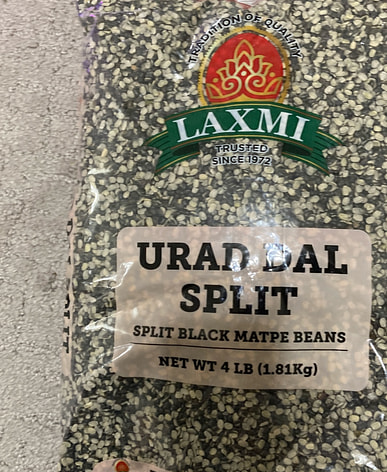 TRADITION OF QUALITY
LAXMI
TRUSTED
SINCE 1972
URAD DAL
SPLIT
SPLIT BLACK MATPE BEANS
NET WT 4 LB (1.81Kg)
SPLIT